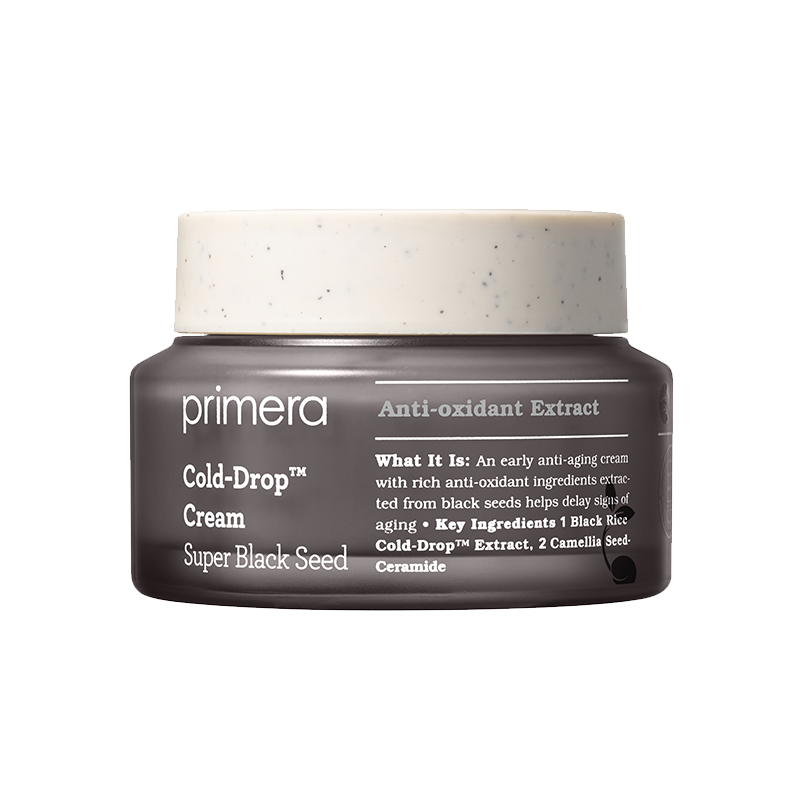 primera
Cold-Drop™
Cream
Super Black Seed
Anti-oxidant Extract
What It Is: An early anti-aging cream
with rich anti-oxidant ingredients extrac-
ted from black seeds helps delay signs of
aging • Key Ingredients 1 Black Rice
Cold-Drop™ Extract, 2 Camellia Seed-
Ceramide